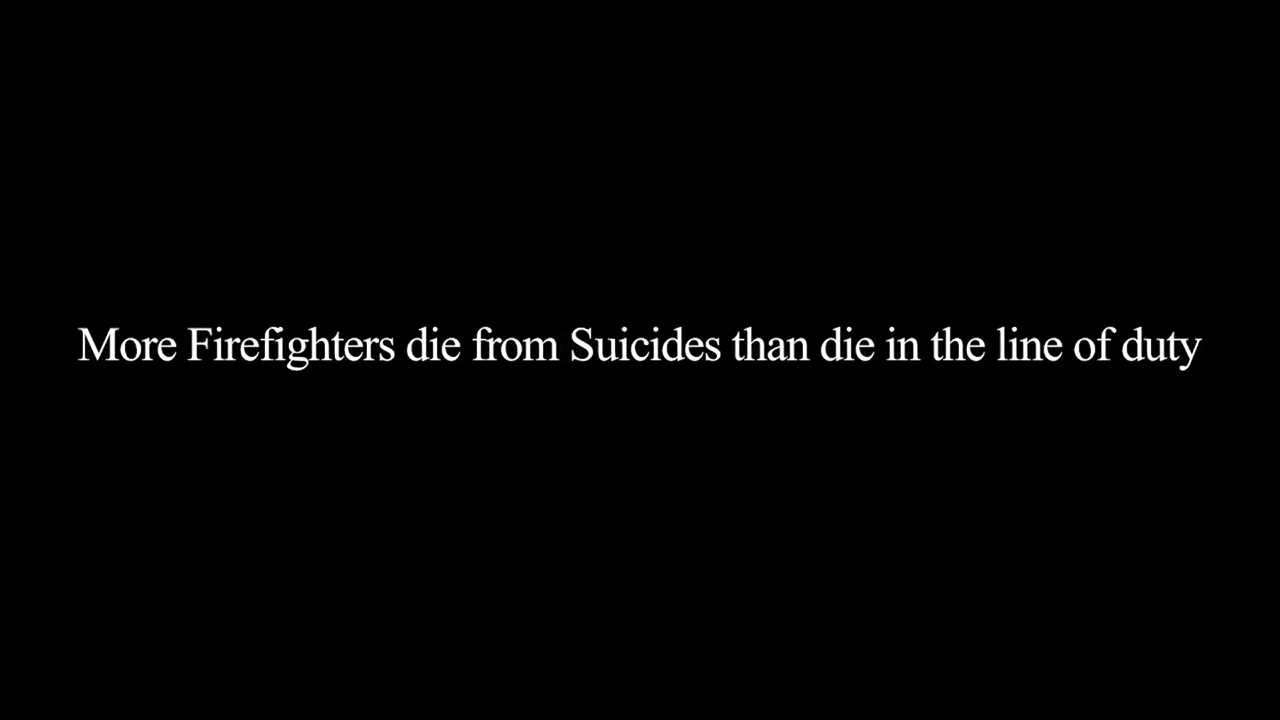 More Firefighters die from Suicides than die in the line of duty